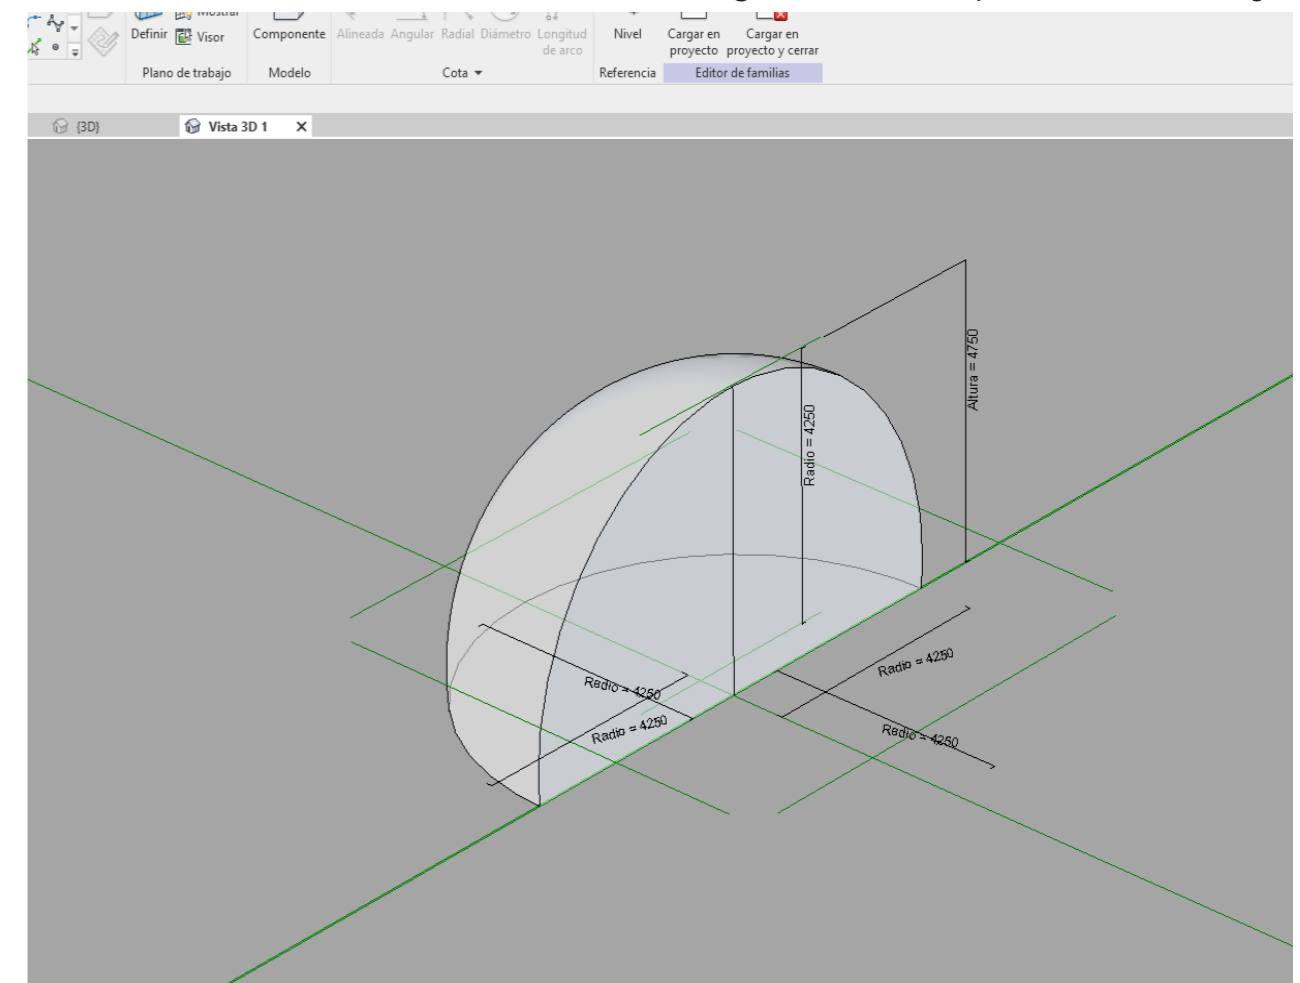 Mostrar
Definir
Visor
Componente
Alineada Angular Radial Diámetro Longitud
de arco
Nivel
Cargar en
proyecto
Cargar en
proyecto y cerrar
Plano de trabajo
Modelo
Cota
Referencia
Editor de familias
{3D}
Vista 3D 1
Altura = 4750
Radio = 4250
Radio = 4250
Radio = 4250
Radio = 4250
Radio = 4250